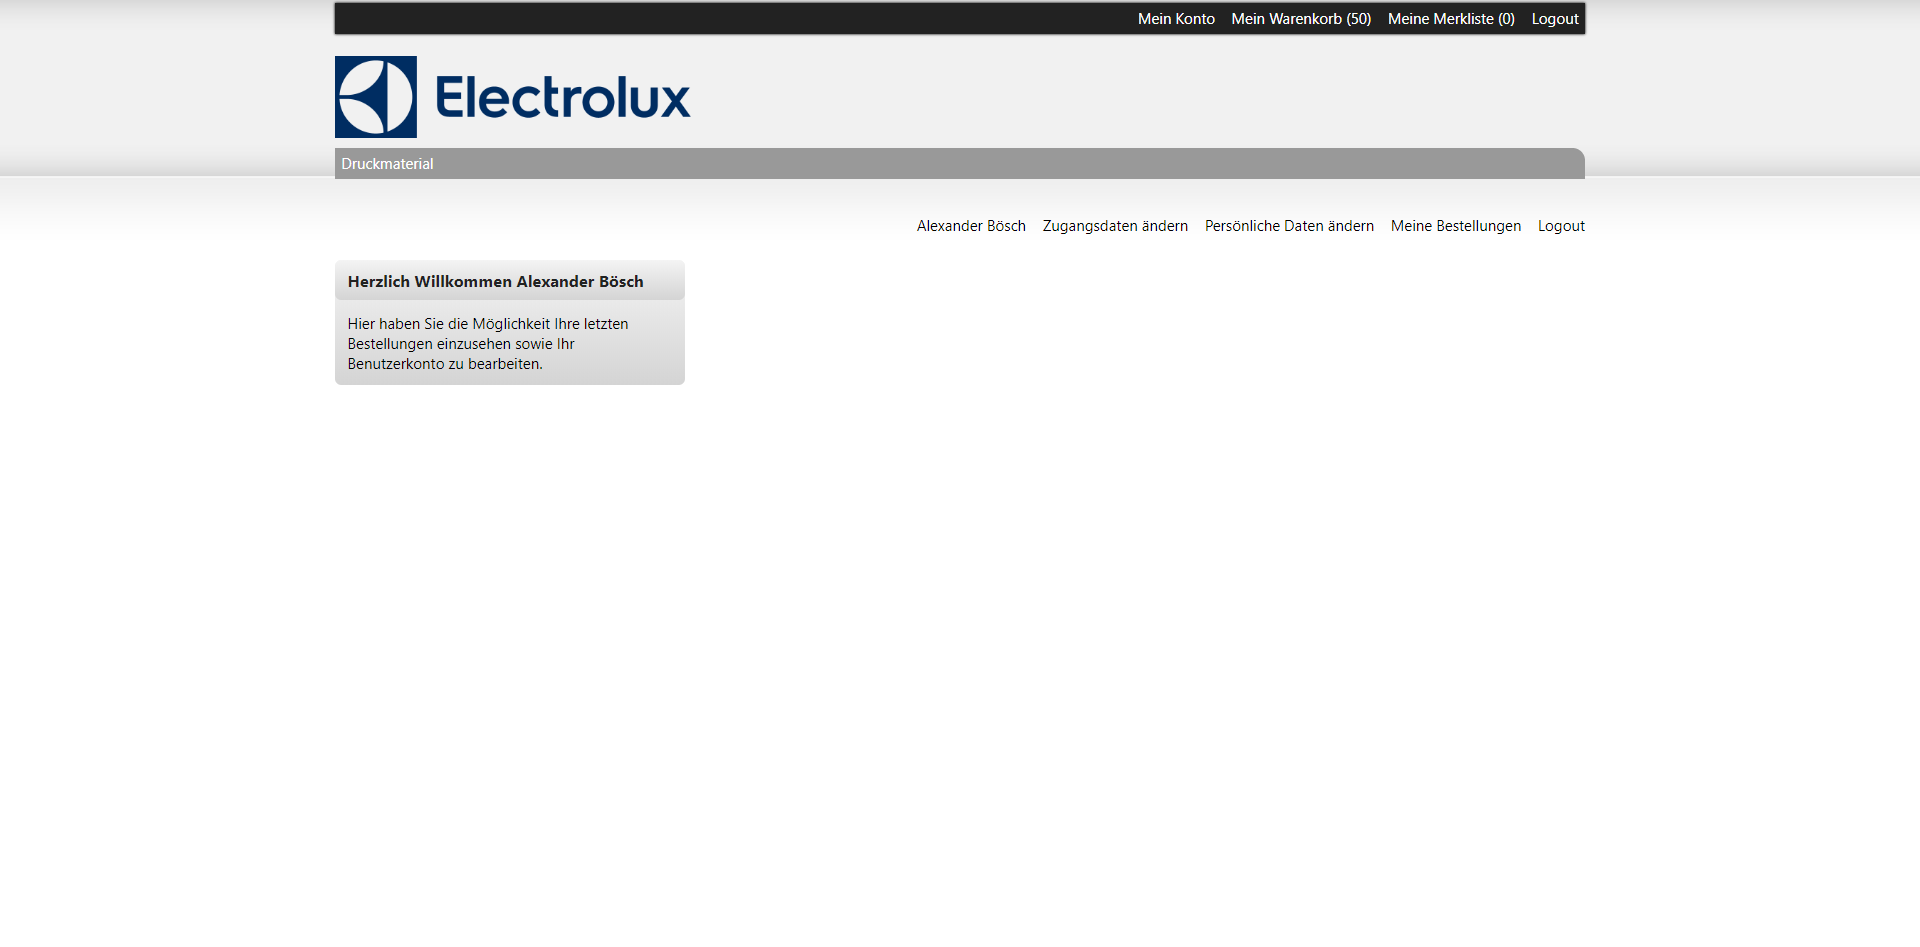 Mein Konto Mein Warenkorb (50) Meine Merkliste (0) Logout
Electrolux
Druckmaterial
Alexander Bösch Zugangsdaten ändern Persönliche Daten ändern Meine Bestellungen Logout
Herzlich Willkommen Alexander Bösch
Hier haben Sie die Möglichkeit Ihre letzten
Bestellungen einzusehen sowie Ihr
Benutzerkonto zu bearbeiten.